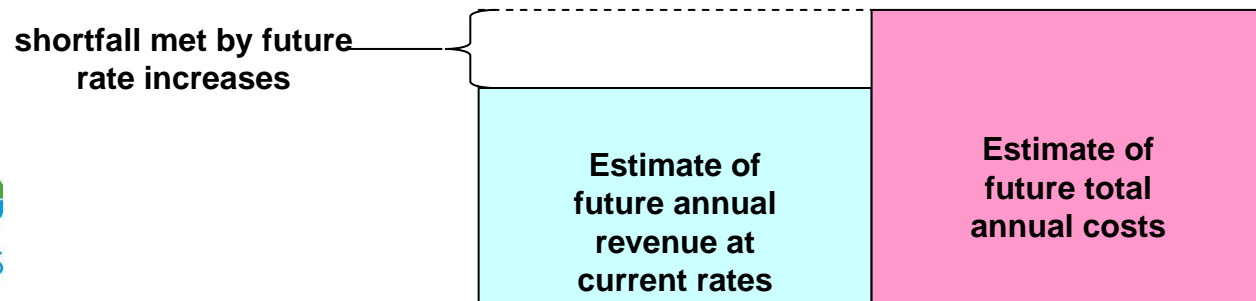 shortfall met by future
rate increases
Estimate of
future annual
revenue at
current rates
Estimate of
future total
annual costs